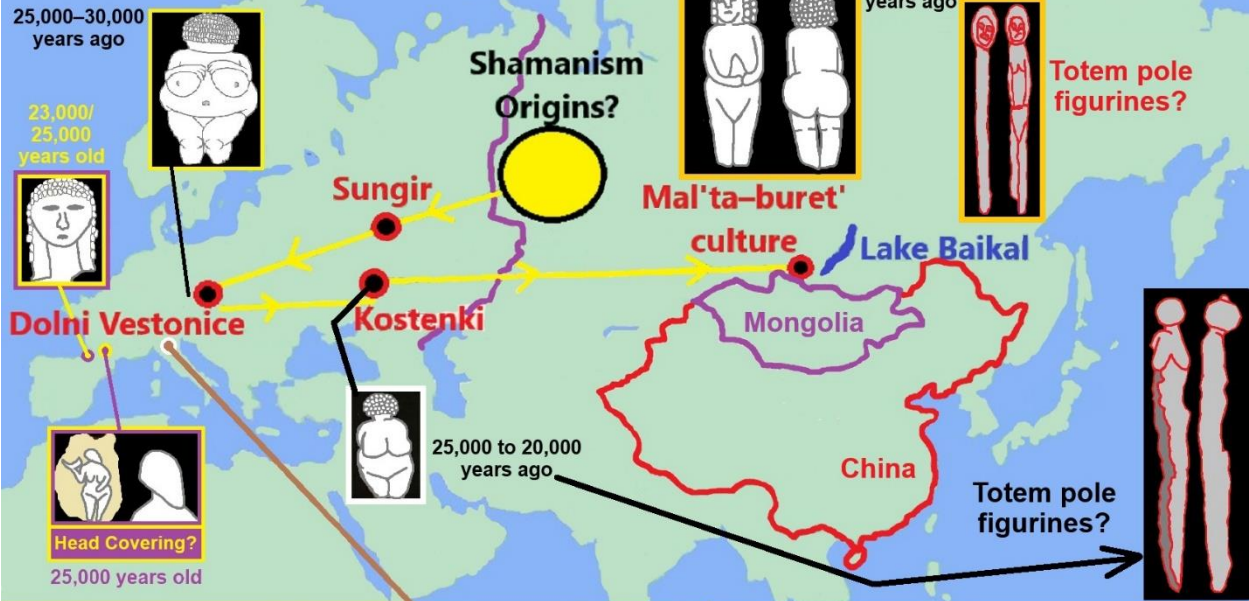 25,000–30,000
years ago
years ago
Shamanism
Origins?
Totem pole
figurines?
23,000/
25,000
years old
Sungir
Mal'ta–buret'
culture
Lake Baikal
Dolni Vestonice
Kostenki
Mongolia
25,000 to 20,000
years ago
China
Totem pole
figurines?
Head Covering?
25,000 years old